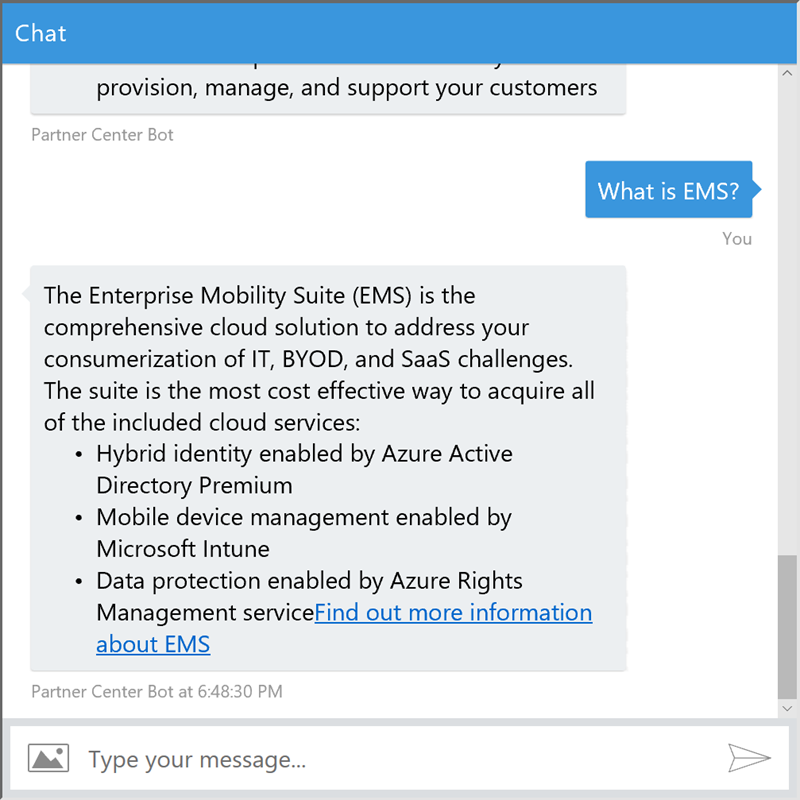 Chat
provision, manage, and support your customers
Partner Center Bot
What is EMS?
You
The Enterprise Mobility Suite (EMS) is the
comprehensive cloud solution to address your
consumerization of IT, BYOD, and SaaS challenges.
The suite is the most cost effective way to acquire all
of the included cloud services:
• Hybrid identity enabled by Azure Active
Directory Premium
• Mobile device management enabled by
Microsoft Intune
• Data protection enabled by Azure Rights
Management serviceFind out more information
about EMS
Partner Center Bot at 6:48:30 PM
Type your message...